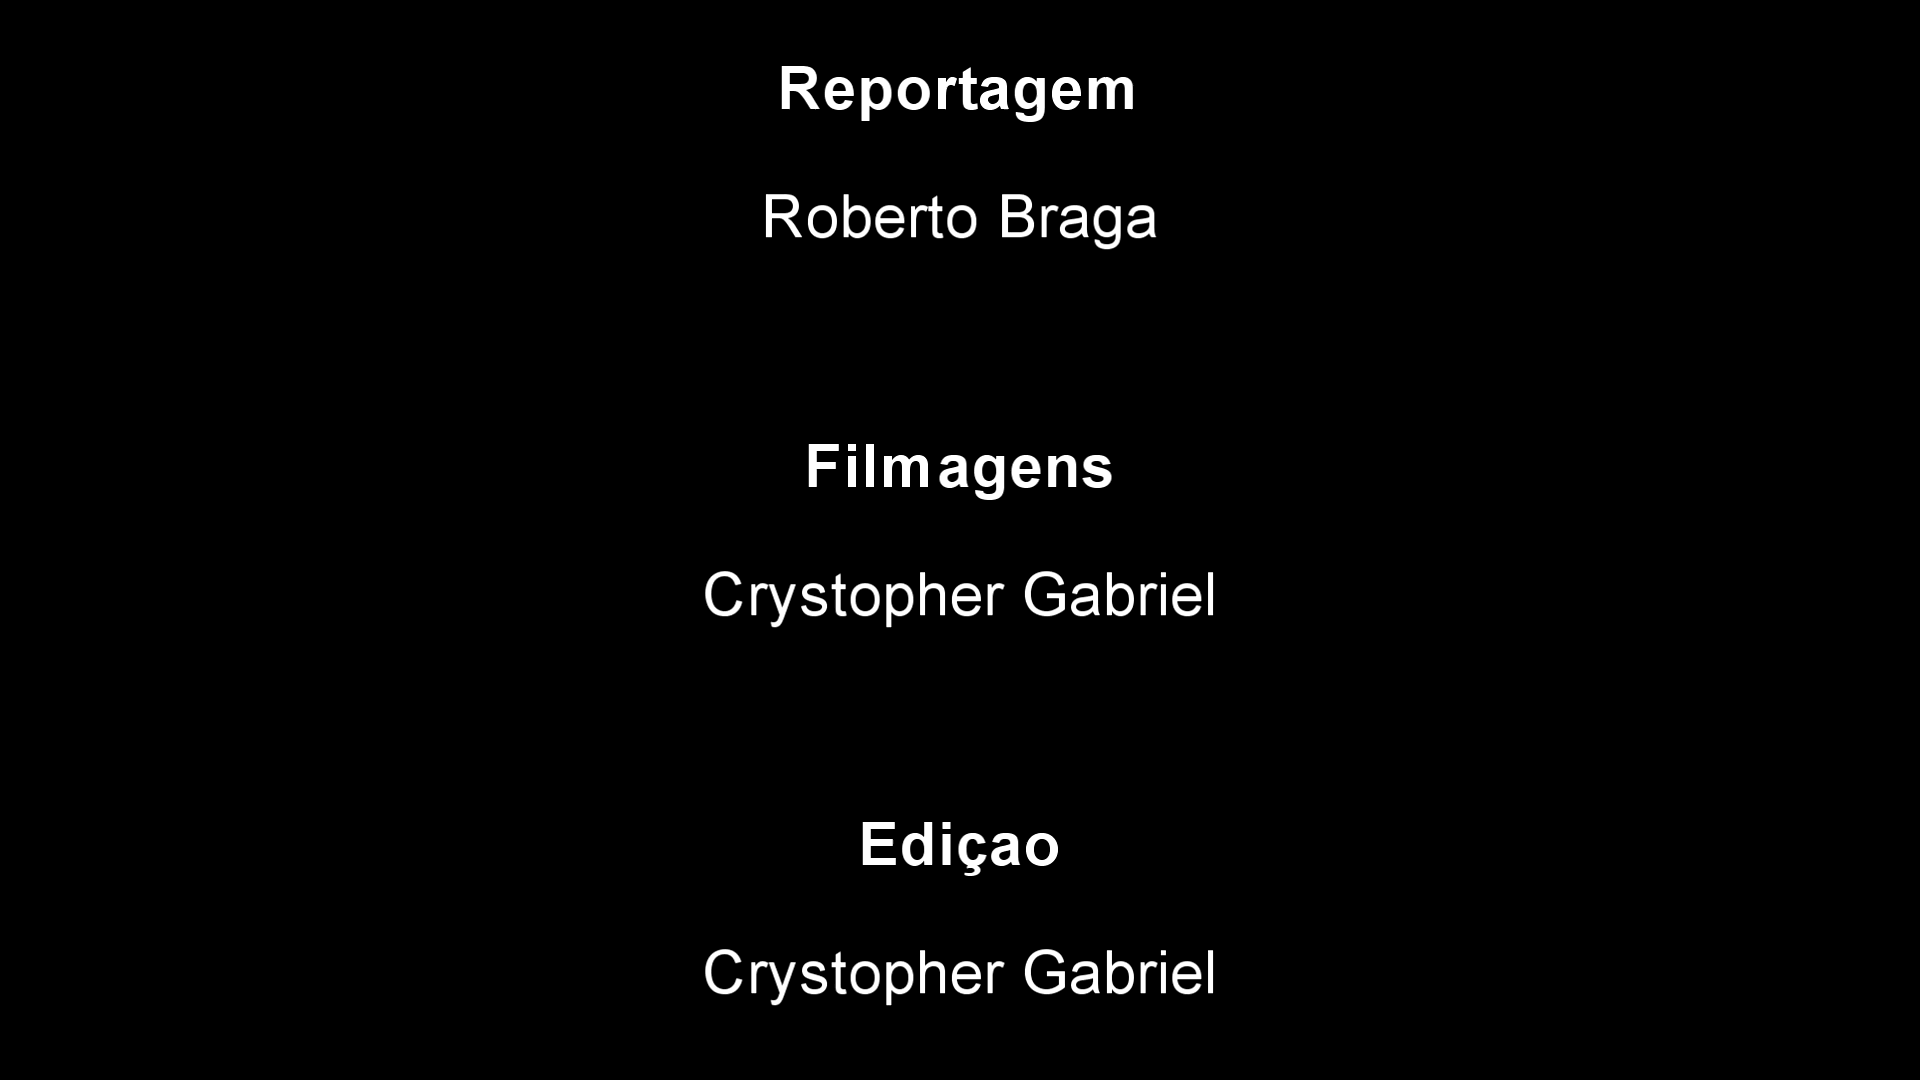 Reportagem
Roberto Braga
Filmagens
Crystopher Gabriel
Ediçao
Crystopher Gabriel